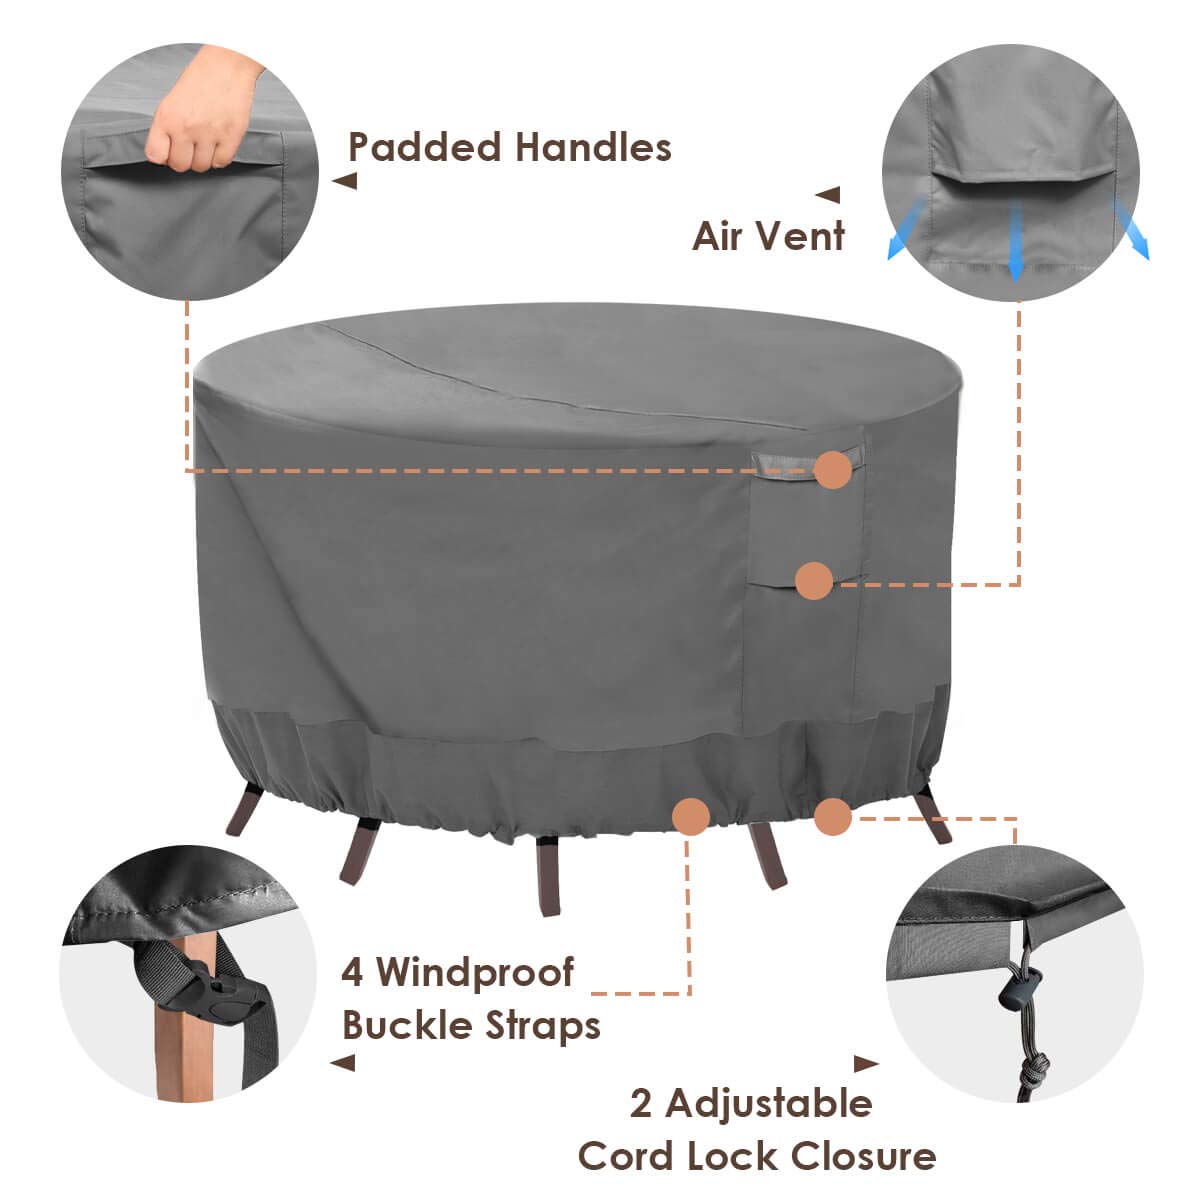 Padded Handles
Air Vent
4 Windproof
Buckle Straps
2 Adjustable
Cord Lock Closure